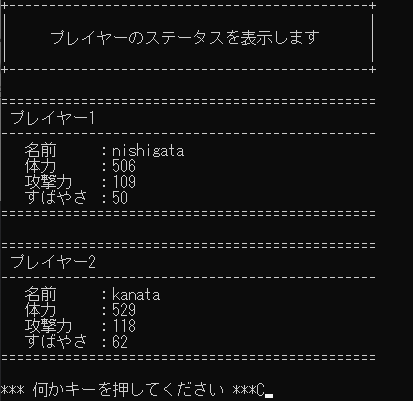 +------------------------------------------------+
プレイヤーのステータスを表示します
+------------------------------------------------+
==================================================
プレイヤー1
--------------------------------------------------
名前　　:nishigata
体力　　:506
攻撃力　:109
すばやさ:50
==================================================
==================================================
プレイヤー2
--------------------------------------------------
名前　　:kanata
体力　　:529
攻撃力　:118
すばやさ:62
==================================================
*** 何かキーを押してください ***C